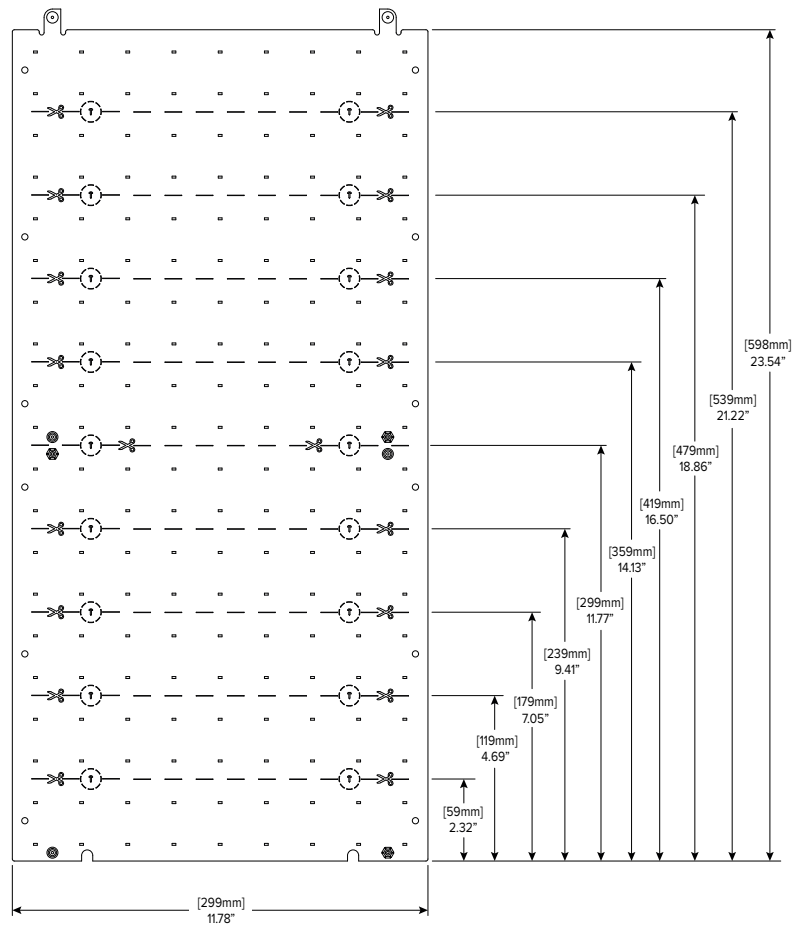 [598mm]
23.54”
[539mm]
21.22”
[479mm]
18.86”
[419mm]
16.50”
[359mm]
14.13”
[299mm]
11.77”
[239mm]
9.41”
[179mm]
7.05”
[119mm]
4.69”
[59mm]
2.32”
[299mm]
11.78”